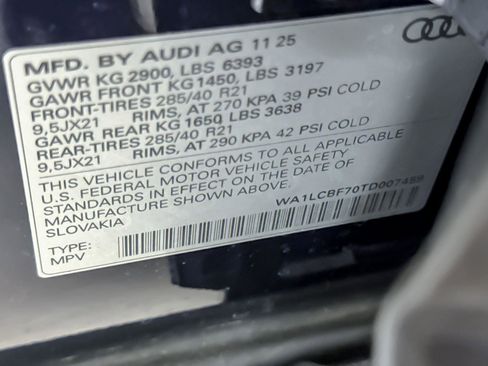 MFD. BY AUDI AG 11 25
GVWR KG 2900, LBS 6393
GAWR FRONT KG 1450, LBS 3197
FRONT-TIRES 285/40 R21
9,5JX21 RIMS, AT 270 KPA 39 PSI COLD
GAWR REAR KG 1650 LBS 3638
REAR-TIRES 285/40 R21
9,5JX21 RIMS, AT 290 KPA 42 PSI COLD
THIS VEHICLE CONFORMS TO ALL APPLICABLE
U.S. FEDERAL MOTOR VEHICLE SAFETY
STANDARDS IN EFFECT ON THE DATE OF
MANUFACTURE SHOWN ABOVE.
SLOVAKIA
WA1LCBF70TD007459
TYPE:
MPV